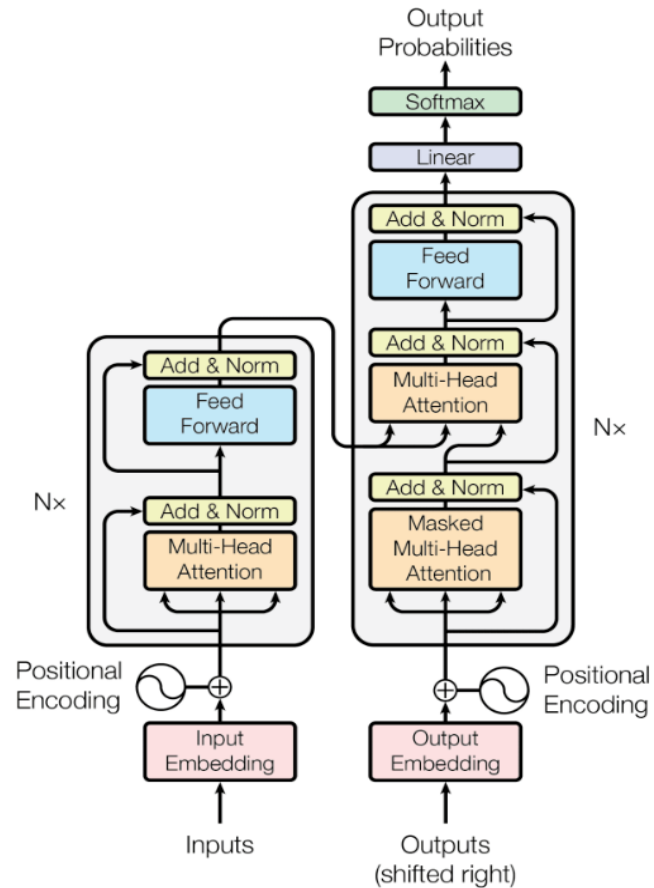 Output
Probabilities
Softmax
Linear
Add & Norm
Feed
Forward
Add & Norm
Multi-Head
Attention
Add & Norm
Masked
Multi-Head
Attention
N×
Add & Norm
Feed
Forward
Add & Norm
Multi-Head
Attention
N×
Positional
Encoding
Positional
Encoding
Input
Embedding
Output
Embedding
Inputs
Outputs
(shifted right)